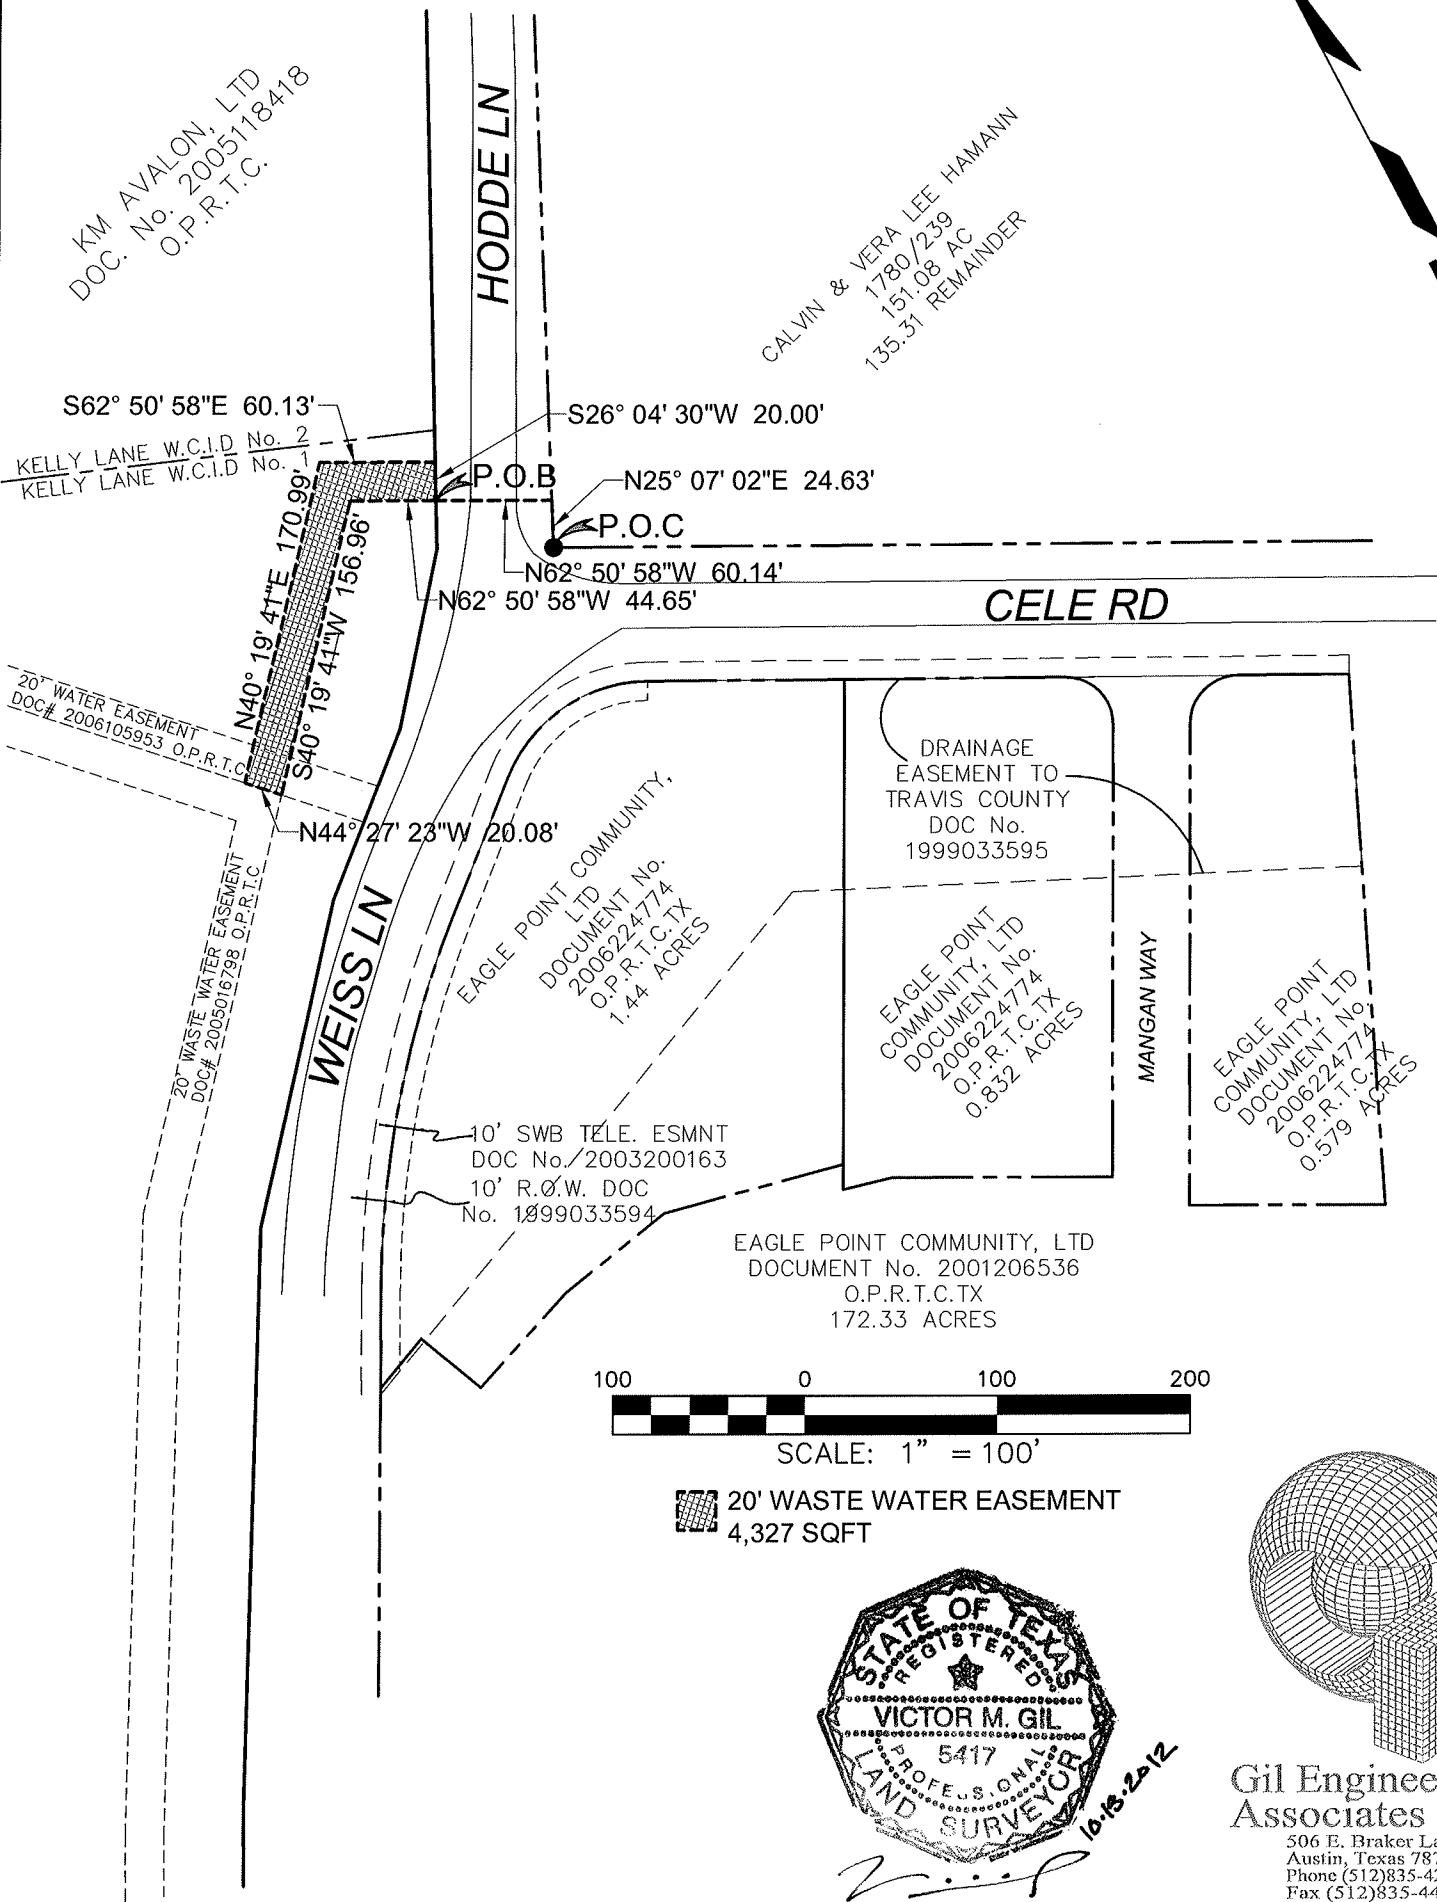 KM AVALON, LTD
DOC. No. 2005118418
O.P.R.T.C.
HODDE LN
CALVIN & VERA LEE HAMANN
1780/239
151.08 AC
135.31 REMAINDER
S62° 50' 58"E 60.13'
S26° 04' 30"W 20.00'
KELLY LANE W.C.I.D No. 2
KELLY LANE W.C.I.D No. 1
P.O.B
N25° 07' 02"E 24.63'
P.O.C
N62° 50' 58"W 60.14'
N62° 50' 58"W 44.65'
CELE RD
N40° 19' 41"E 170.99'
S40° 19' 41"W 156.96'
20' WATER EASEMENT
DOC# 2006105953 O.P.R.T.C
N44° 27' 23"W 20.08'
20' WASTE WATER EASEMENT
DOC# 2005016798 O.P.R.T.C
WEISS LN
EAGLE POINT COMMUNITY,
LTD
DOCUMENT No.
2006224774
O.P.R.T.C.TX
1.44 ACRES
DRAINAGE
EASEMENT TO
TRAVIS COUNTY
DOC No.
1999033595
EAGLE POINT
COMMUNITY, LTD
DOCUMENT No.
2006224774
O.P.R.T.C.TX
0.832 ACRES
MANGAN WAY
EAGLE POINT
COMMUNITY, LTD
DOCUMENT No.
2006224774
O.P.R.T.C.TX
0.579 ACRES
10' SWB TELE. ESMNT
DOC No. 2003200163
10' R.O.W. DOC
No. 1999033594
EAGLE POINT COMMUNITY, LTD
DOCUMENT No. 2001206536
O.P.R.T.C.TX
172.33 ACRES
100 0 100 200
SCALE: 1" = 100'
20' WASTE WATER EASEMENT
4,327 SQFT
STATE OF TEXAS
REGISTERED
VICTOR M. GIL
5417
PROFESSIONAL
LAND SURVEYOR
10.18.2012
Gil Enginee
Associates
506 E. Braker La
Austin, Texas 787
Phone (512)835-42
Fax (512)835-44